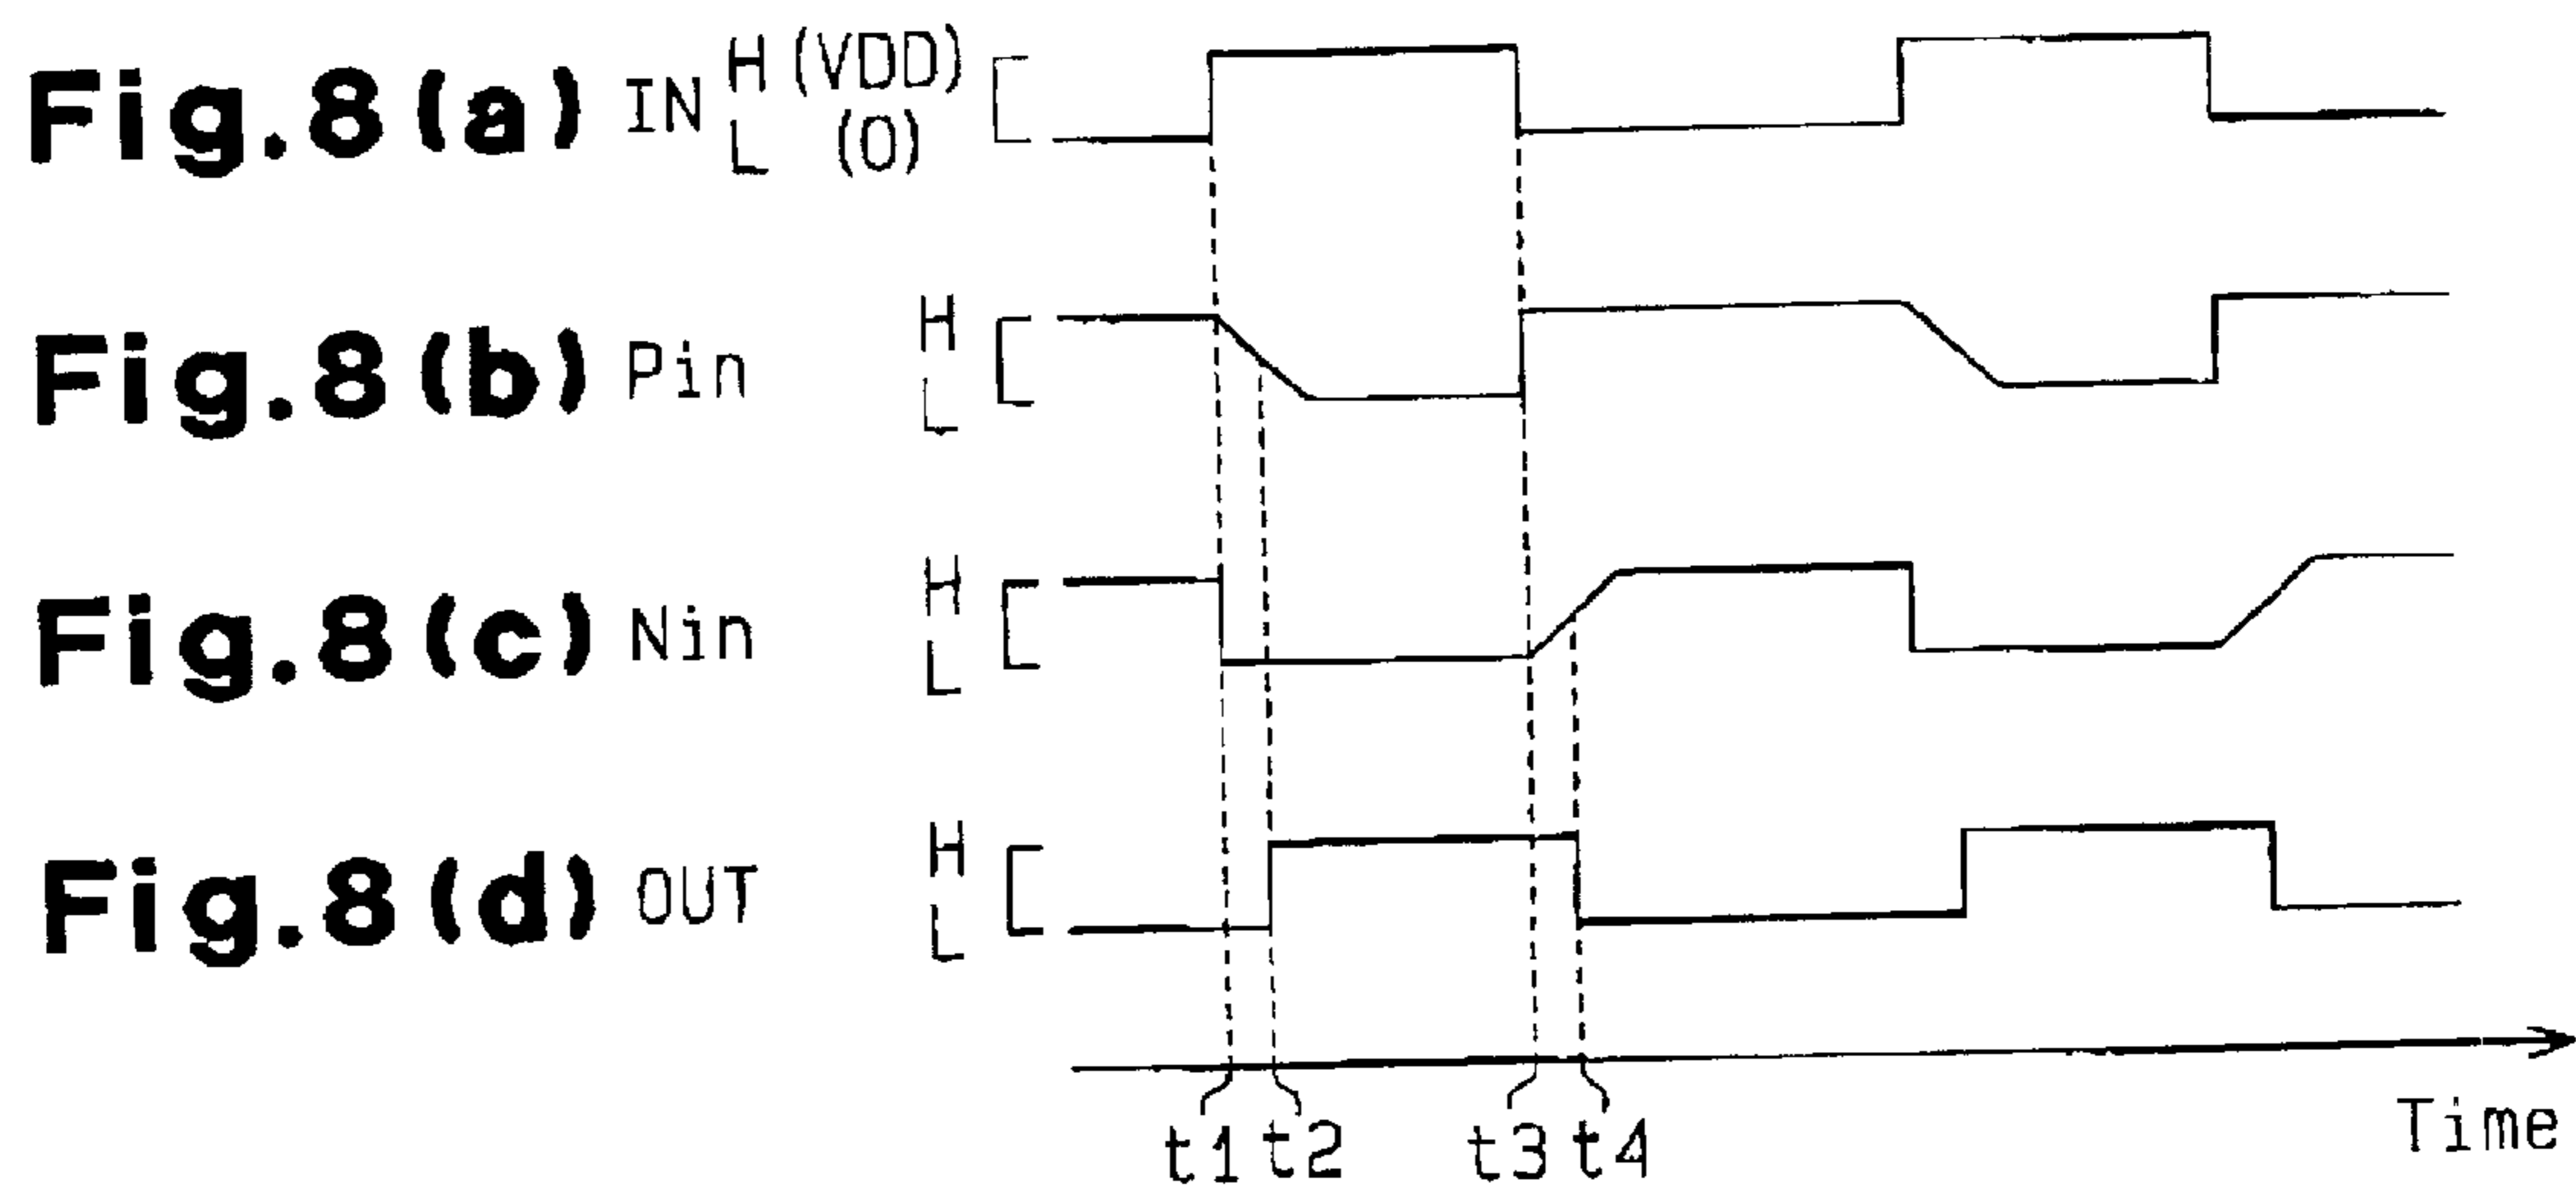 Fig.8(a) IN H (VDD)
L (0)
Fig.8(b) Pin H
L
Fig.8(c) Nin H
L
Fig.8(d) OUT H
L
t1 t2 t3 t4 Time